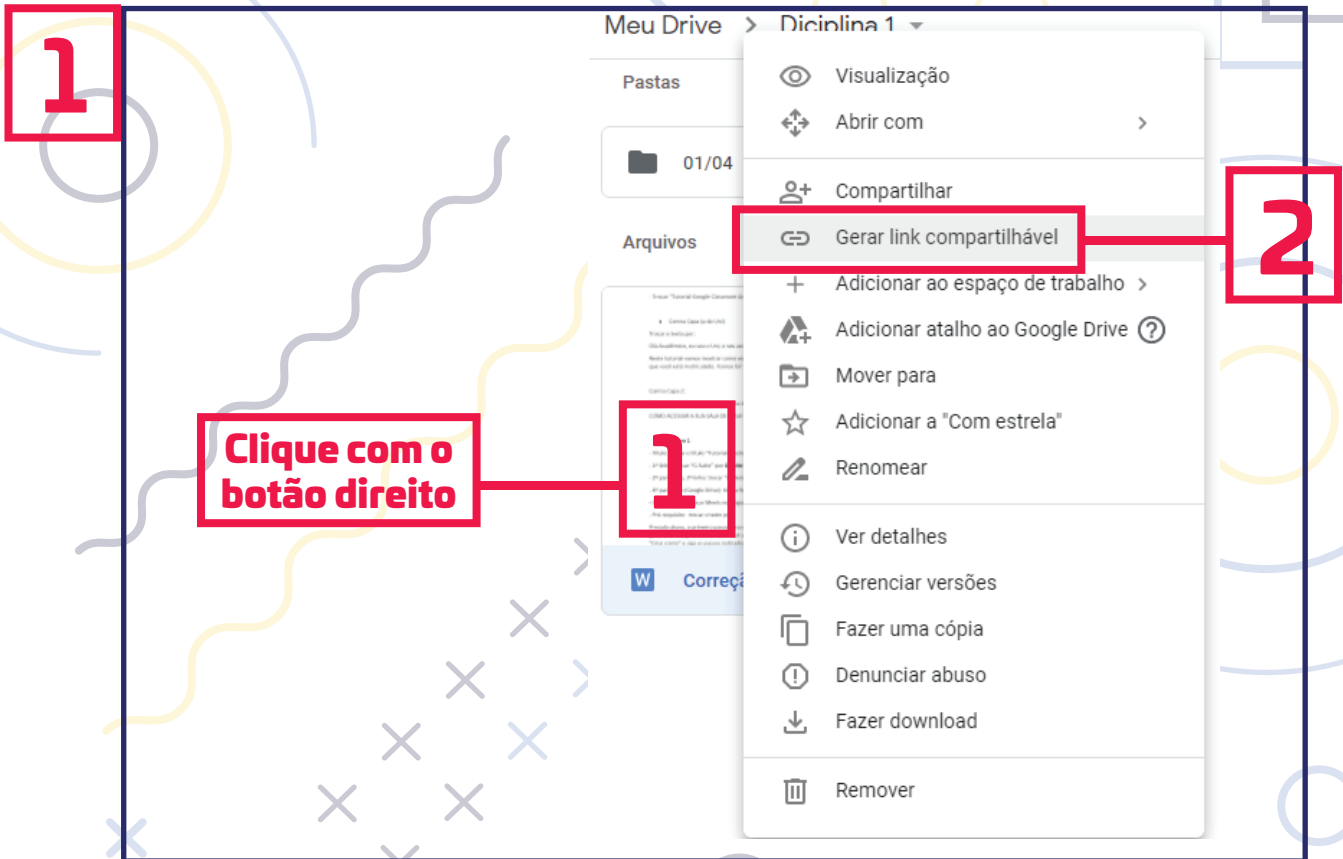 1
Meu Drive > Diciplina 1
Pastas
01/04
Arquivos
Visualização
Abrir com
Compartilhar
Gerar link compartilhável
2
Adicionar ao espaço de trabalho
Adicionar atalho ao Google Drive
Mover para
Adicionar a "Com estrela"
Renomear
Ver detalhes
Gerenciar versões
Fazer uma cópia
Denunciar abuso
Fazer download
Remover
Clique com o
botão direito
1
W